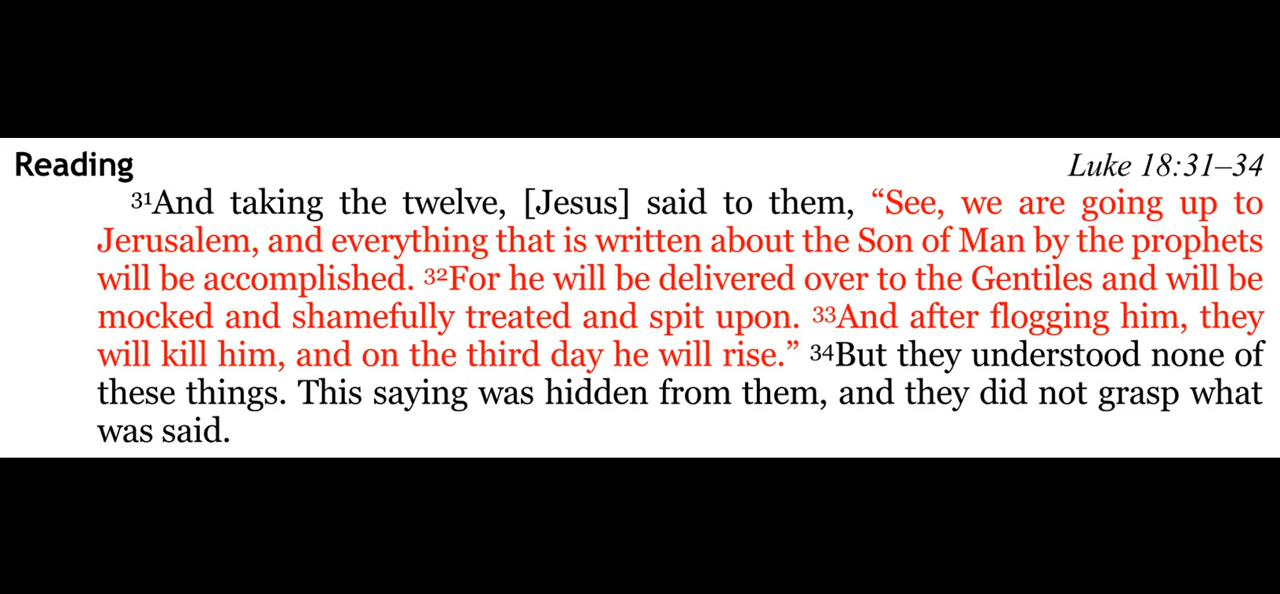 Reading Luke 18:31–34
³¹And taking the twelve, [Jesus] said to them, “See, we are going up to
Jerusalem, and everything that is written about the Son of Man by the prophets
will be accomplished. ³²For he will be delivered over to the Gentiles and will be
mocked and shamefully treated and spit upon. ³³And after flogging him, they
will kill him, and on the third day he will rise.” ³⁴But they understood none of
these things. This saying was hidden from them, and they did not grasp what
was said.